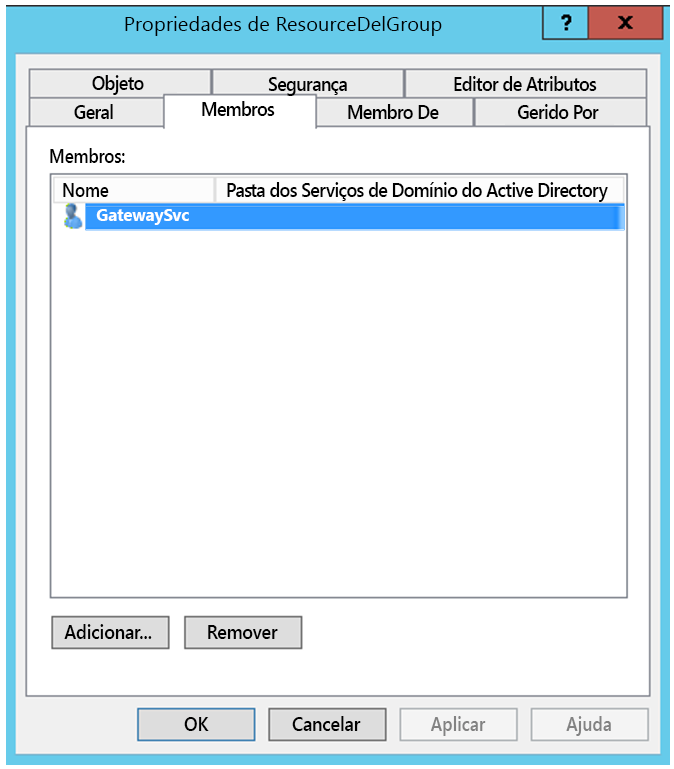 Propriedades de ResourceDelGroup
? x
Objeto Segurança Editor de Atributos
Geral Membros Membro De Gerido Por
Membros:
Nome Pasta dos Serviços de Domínio do Active Directory
GatewaySvc
Adicionar... Remover
OK Cancelar Aplicar Ajuda